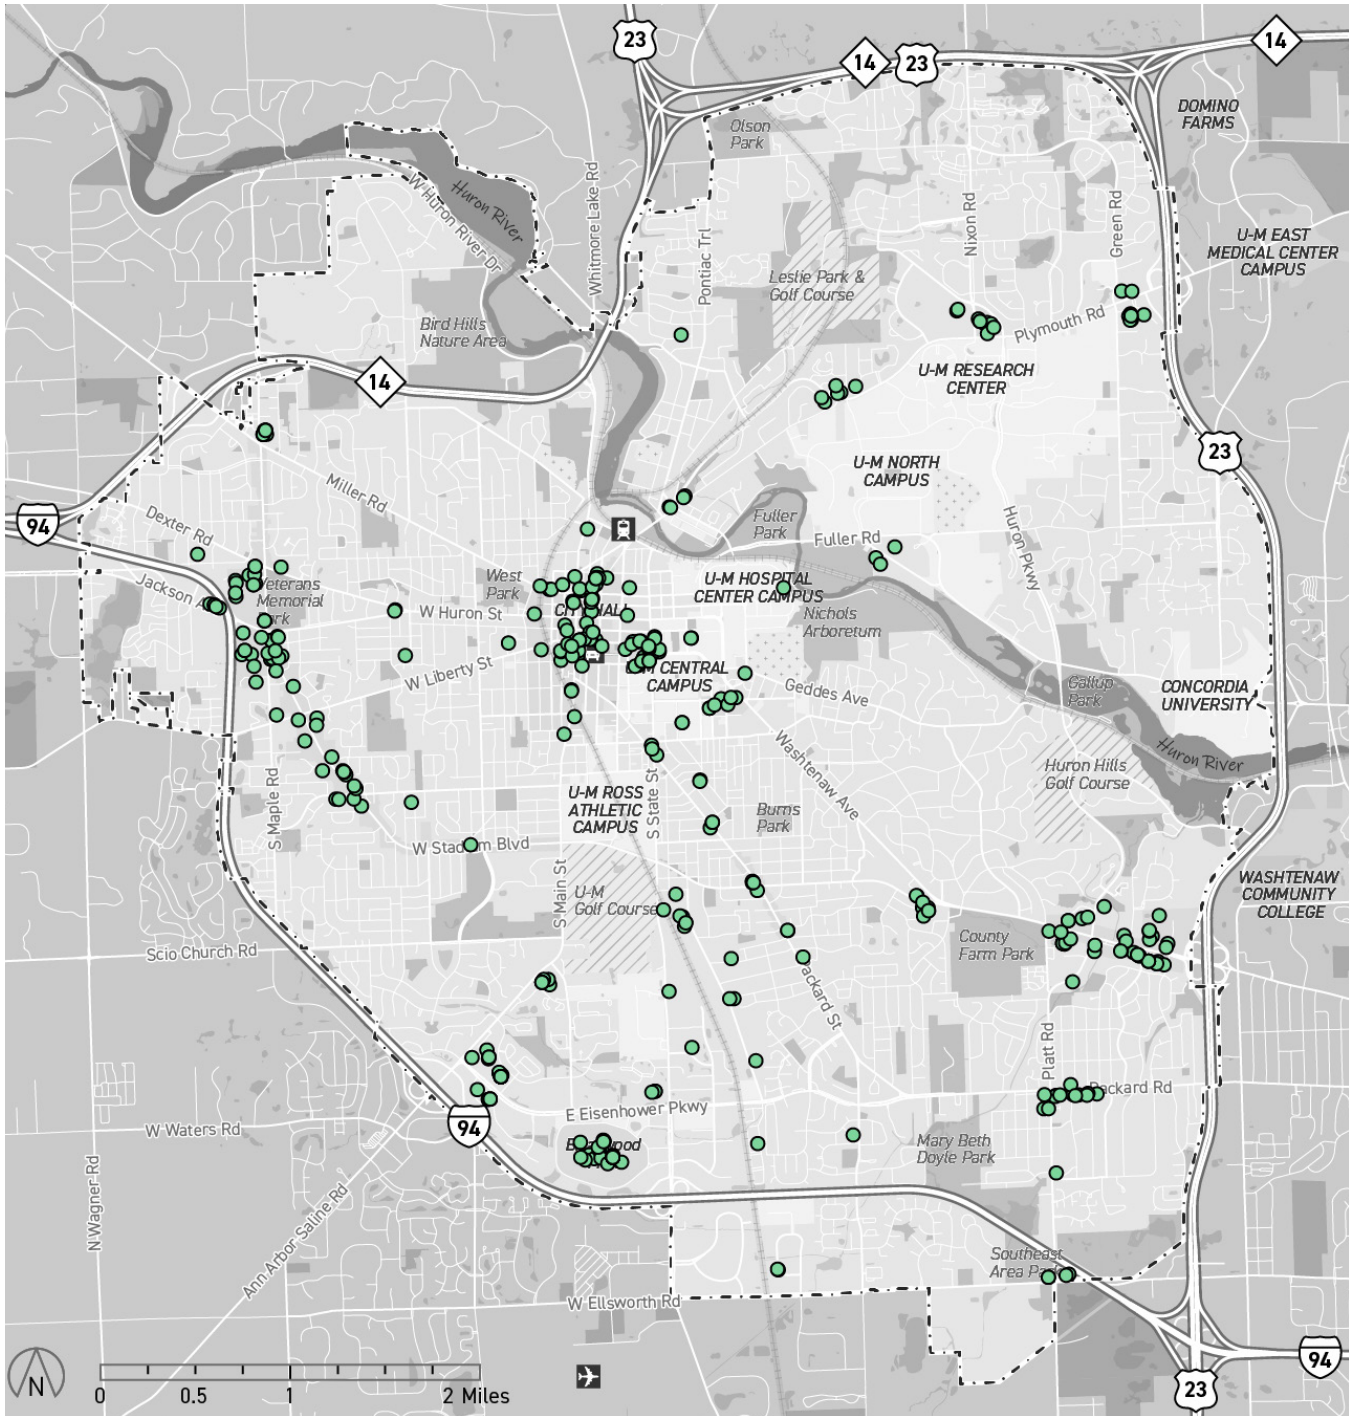 23
14
23
14
DOMINO
FARMS
Olson
Park
Whitmore Lake Rd
W Huron River Dr
Huron River
Pontiac Trl
Nixon Rd
Green Rd
U-M EAST
MEDICAL CENTER
CAMPUS
Leslie Park &
Golf Course
Bird Hills
Nature Area
Plymouth Rd
14
U-M RESEARCH
CENTER
23
U-M NORTH
CAMPUS
Miller Rd
94
Dexter Rd
Fuller
Park
Fuller Rd
Huron Pkwy
Jackson
Veterans
Memorial
West
Park
U-M HOSPITAL
CENTER CAMPUS
W Huron St
Nichols
Arboretum
W Liberty St
CENTRAL
CAMPUS
Geddes Ave
Gallup
Park
CONCORDIA
UNIVERSITY
Huron River
Washtenaw Ave
Huron Hills
Golf Course
S Maple Rd
U-M ROSS
ATHLETIC
CAMPUS
S State St
Burns
Park
W Stadium Blvd
S Main St
U-M
Golf Course
WASHTENAW
COMMUNITY
COLLEGE
Scio Church Rd
County
Farm Park
Packard St
Platt Rd
Packard Rd
E Eisenhower Pkwy
94
W Waters Rd
Mary Beth
Doyle Park
N Wagner Rd
Ann Arbor Saline Rd
Southeast
Area Park
W Ellsworth Rd
N
0 0.5 1 2 Miles
94
23